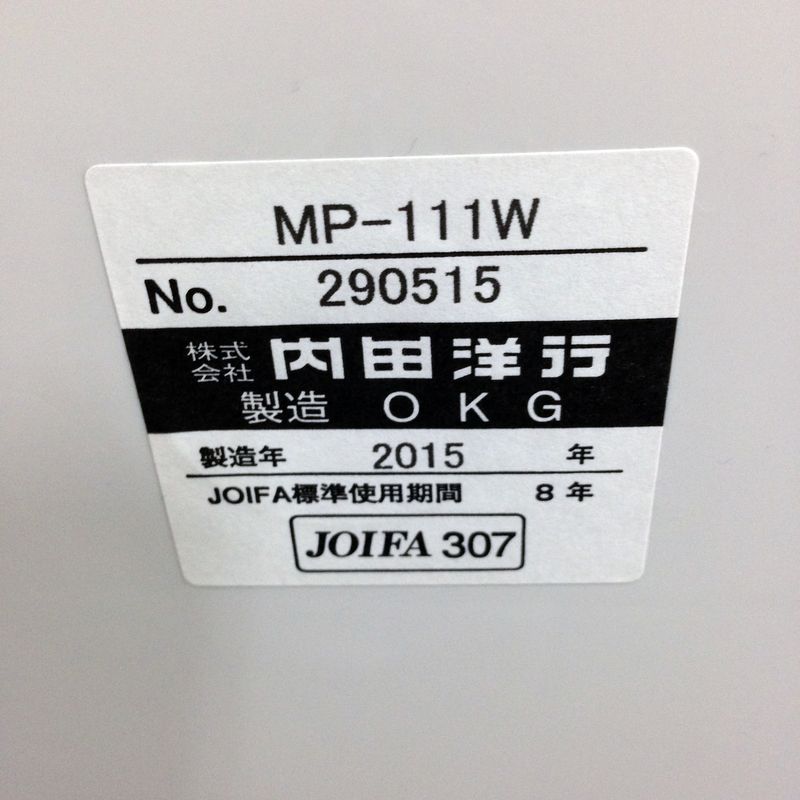 MP-111W
No. 290515
株式会社 内田洋行
製造 OKG
製造年 2015 年
JOIFA標準使用期間 8 年
JOIFA 307